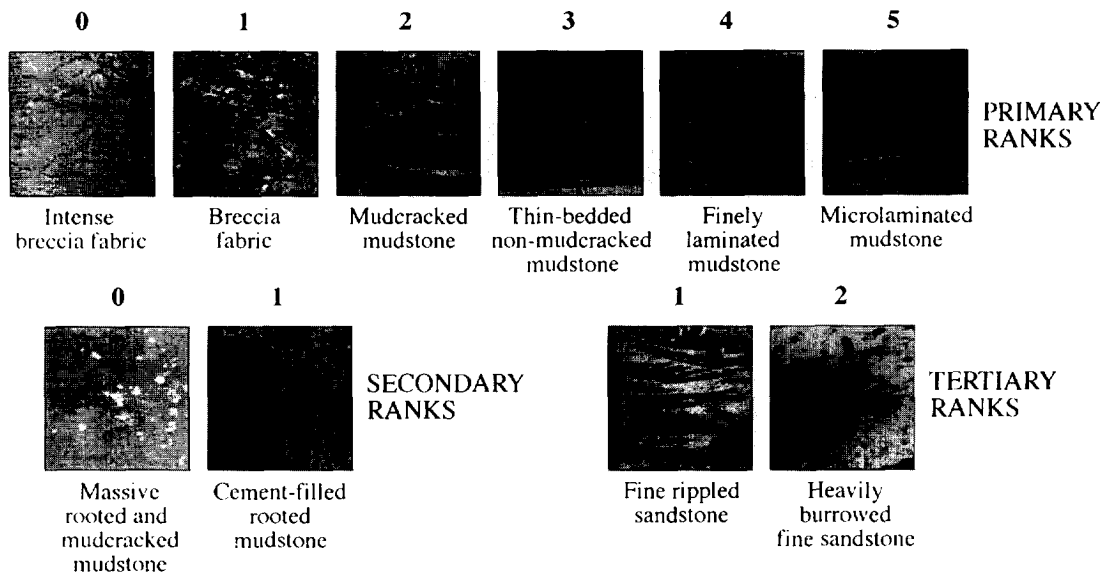 0 1 2 3 4 5
PRIMARY
RANKS
Intense
breccia fabric
Breccia
fabric
Mudcracked
mudstone
Thin-bedded
non-mudcracked
mudstone
Finely
laminated
mudstone
Microlaminated
mudstone
0 1 1 2
SECONDARY
RANKS
TERTIARY
RANKS
Massive
rooted and
mudcracked
mudstone
Cement-filled
rooted
mudstone
Fine rippled
sandstone
Heavily
burrowed
fine sandstone